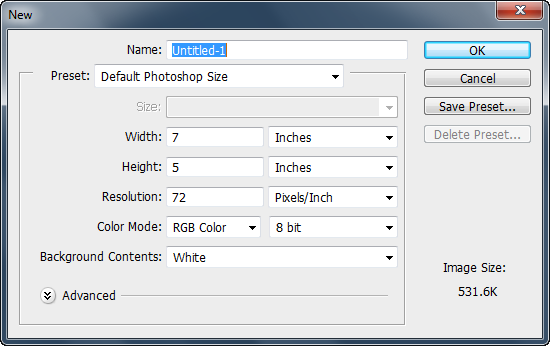 New
Name: Untitled-1
OK
Preset: Default Photoshop Size
Cancel
Size:
Save Preset...
Width: 7 Inches
Delete Preset...
Height: 5 Inches
Resolution: 72 Pixels/Inch
Color Mode: RGB Color 8 bit
Background Contents: White
Image Size:
531.6K
Advanced